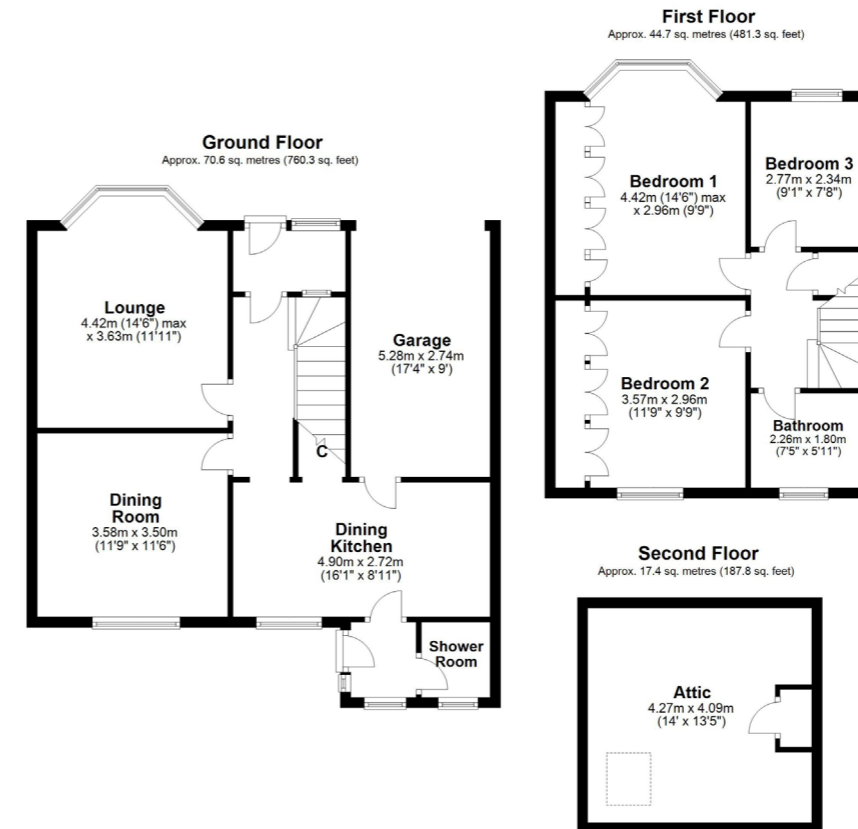 Ground Floor
Approx. 70.6 sq. metres (760.3 sq. feet)
Lounge
4.42m (14'6") max
x 3.63m (11'11")
Garage
5.28m x 2.74m
(17'4" x 9')
C
Dining
Room
3.58m x 3.50m
(11'9" x 11'6")
Dining
Kitchen
4.90m x 2.72m
(16'1" x 8'11")
Shower
Room
First Floor
Approx. 44.7 sq. metres (481.3 sq. feet)
Bedroom 1
4.42m (14'6") max
x 2.96m (9'9")
Bedroom 3
2.77m x 2.34m
(9'1" x 7'8")
Bedroom 2
3.57m x 2.96m
(11'9" x 9'9")
Bathroom
2.26m x 1.80m
(7'5" x 5'11")
Second Floor
Approx. 17.4 sq. metres (187.8 sq. feet)
Attic
4.27m x 4.09m
(14' x 13'5")